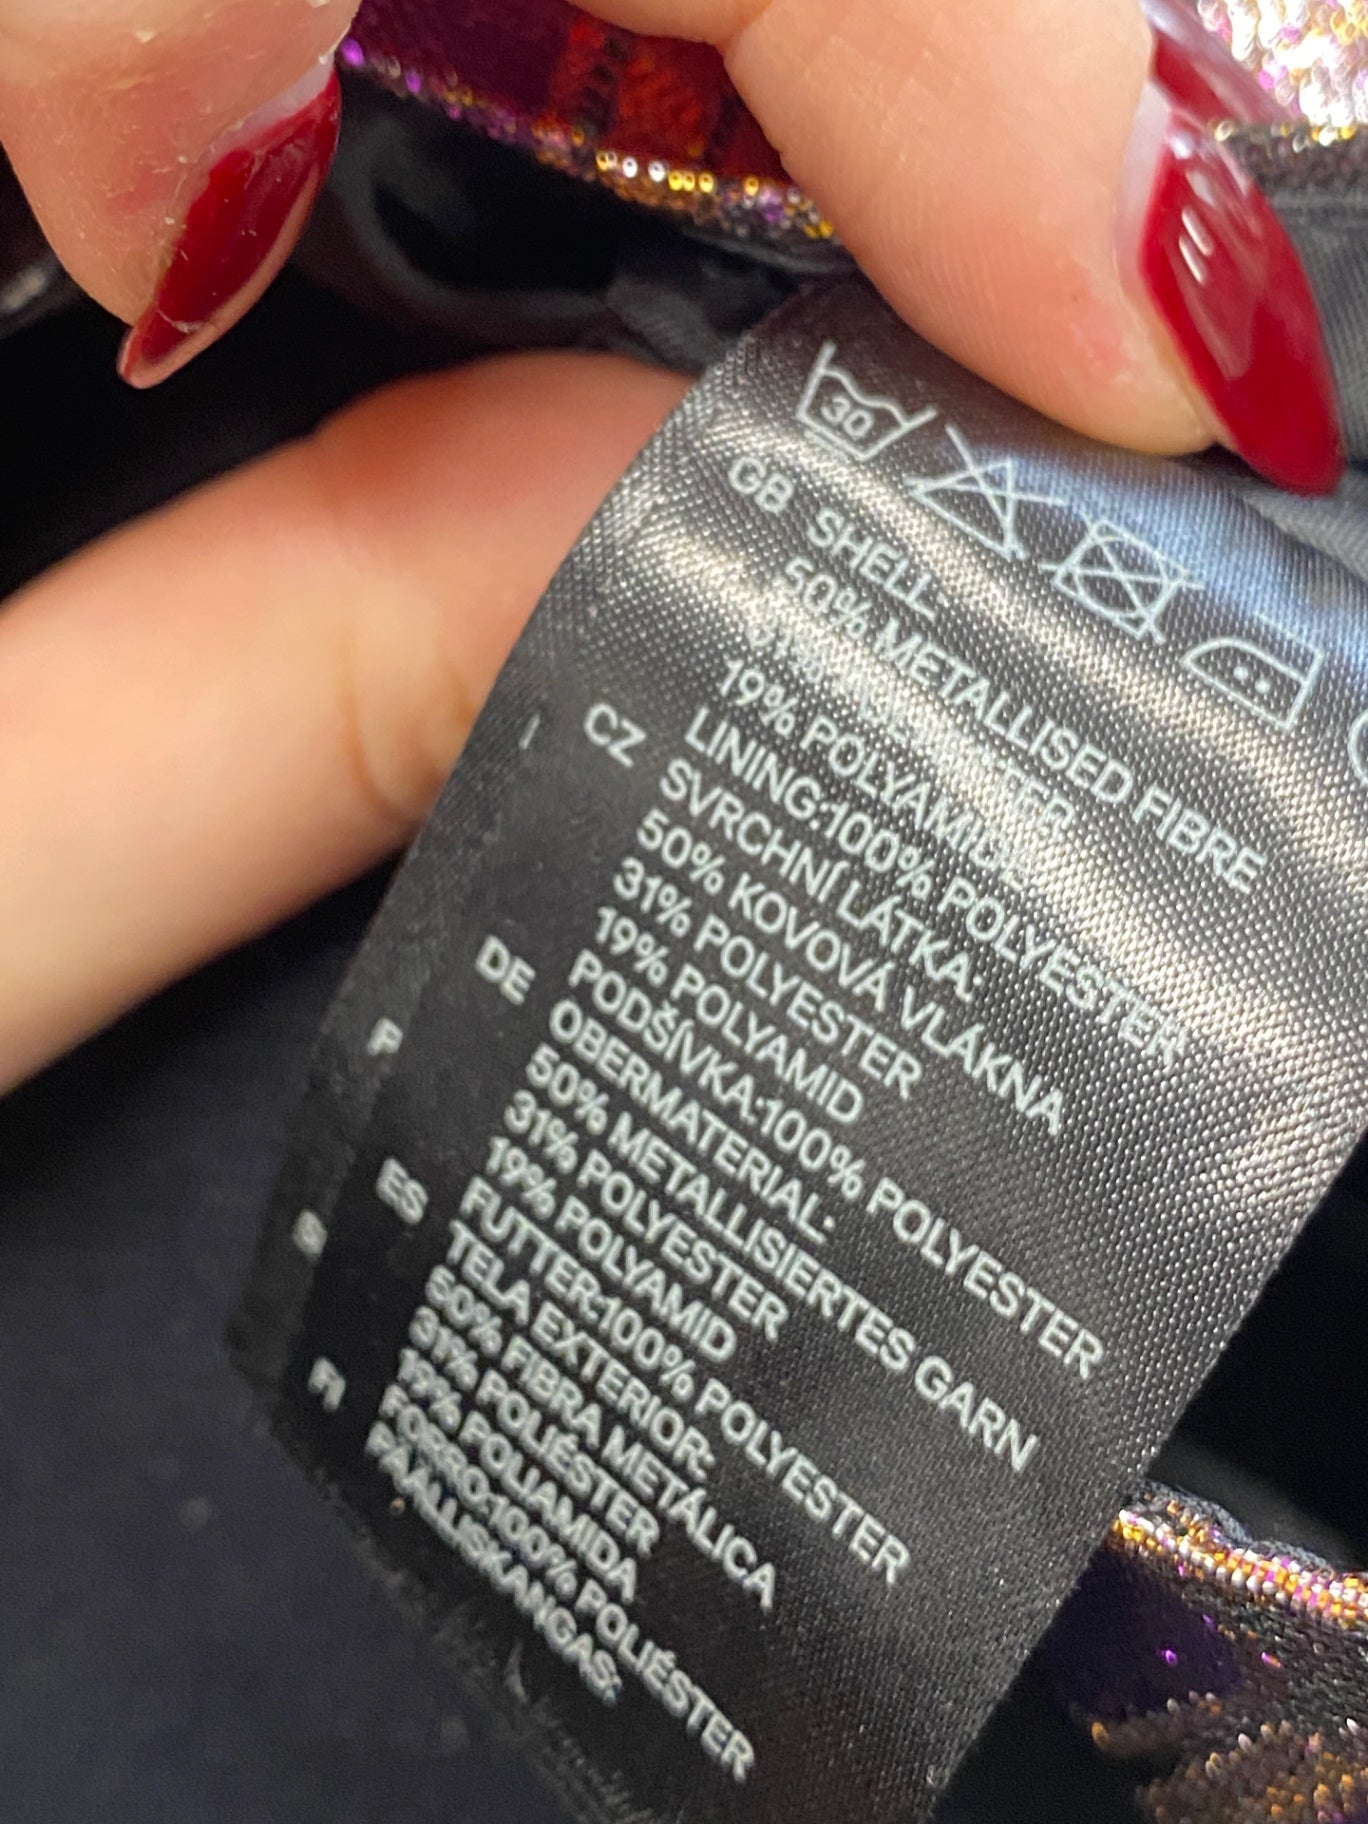 30
GB SHELL
50% METALLISED FIBRE
31% POLYESTER
19% POLYAMIDE
LINING:100% POLYESTER
CZ SVRCHNÍ LÁTKA:
50% KOVOVÁ VLÁKNA
31% POLYESTER
19% POLYAMID
PODŠÍVKA:100% POLYESTER
DE OBERMATERIAL:
50% METALLISIERTES GARN
31% POLYESTER
19% POLYAMID
FUTTER:100% POLYESTER
ES TELA EXTERIOR:
50% FIBRA METÁLICA
31% POLIÉSTER
19% POLIAMIDA
FORRO:100% POLIÉSTER
FI PÄÄLLISKANGAS: